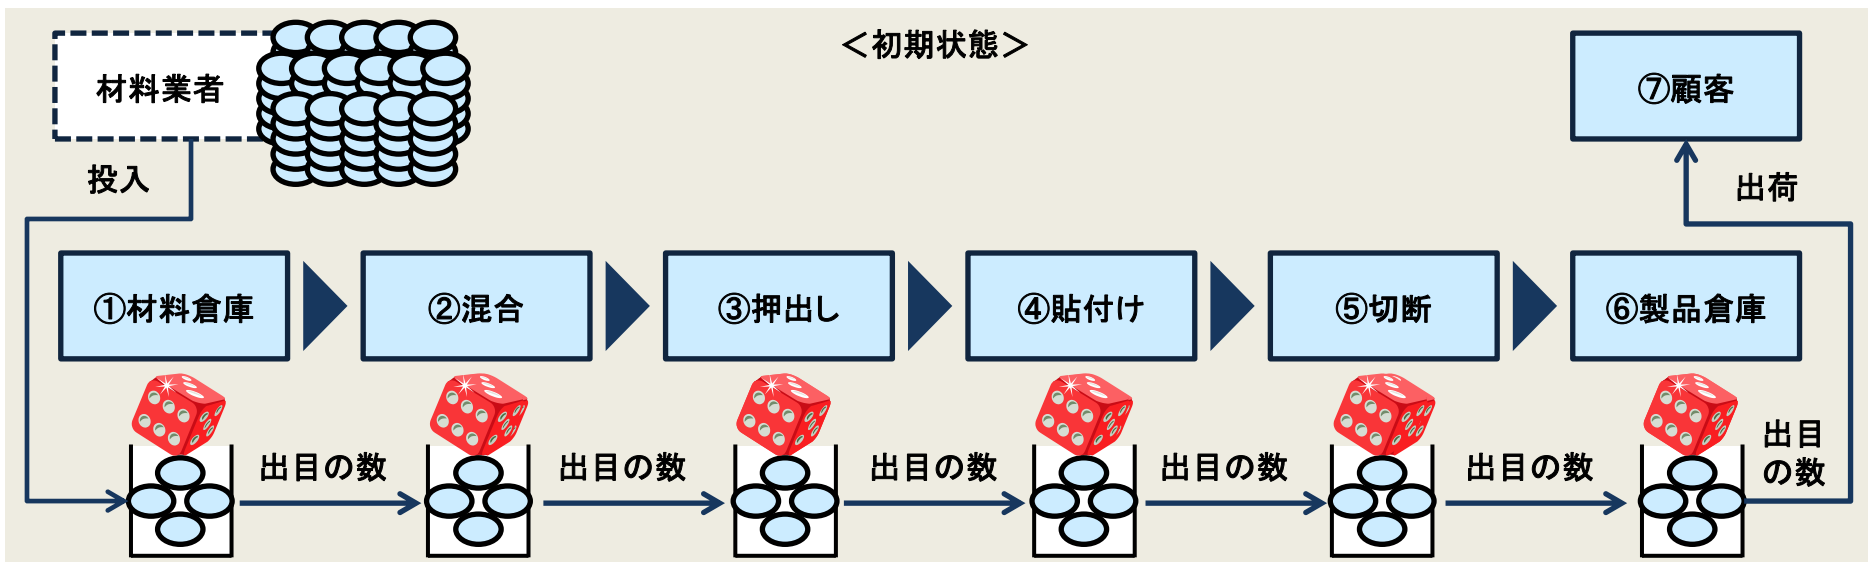 ＜初期状態＞
材料業者
⑦顧客
投入
出荷
①材料倉庫
②混合
③押出し
④貼付け
⑤切断
⑥製品倉庫
出目の数
出目の数
出目の数
出目の数
出目の数
出目
の数